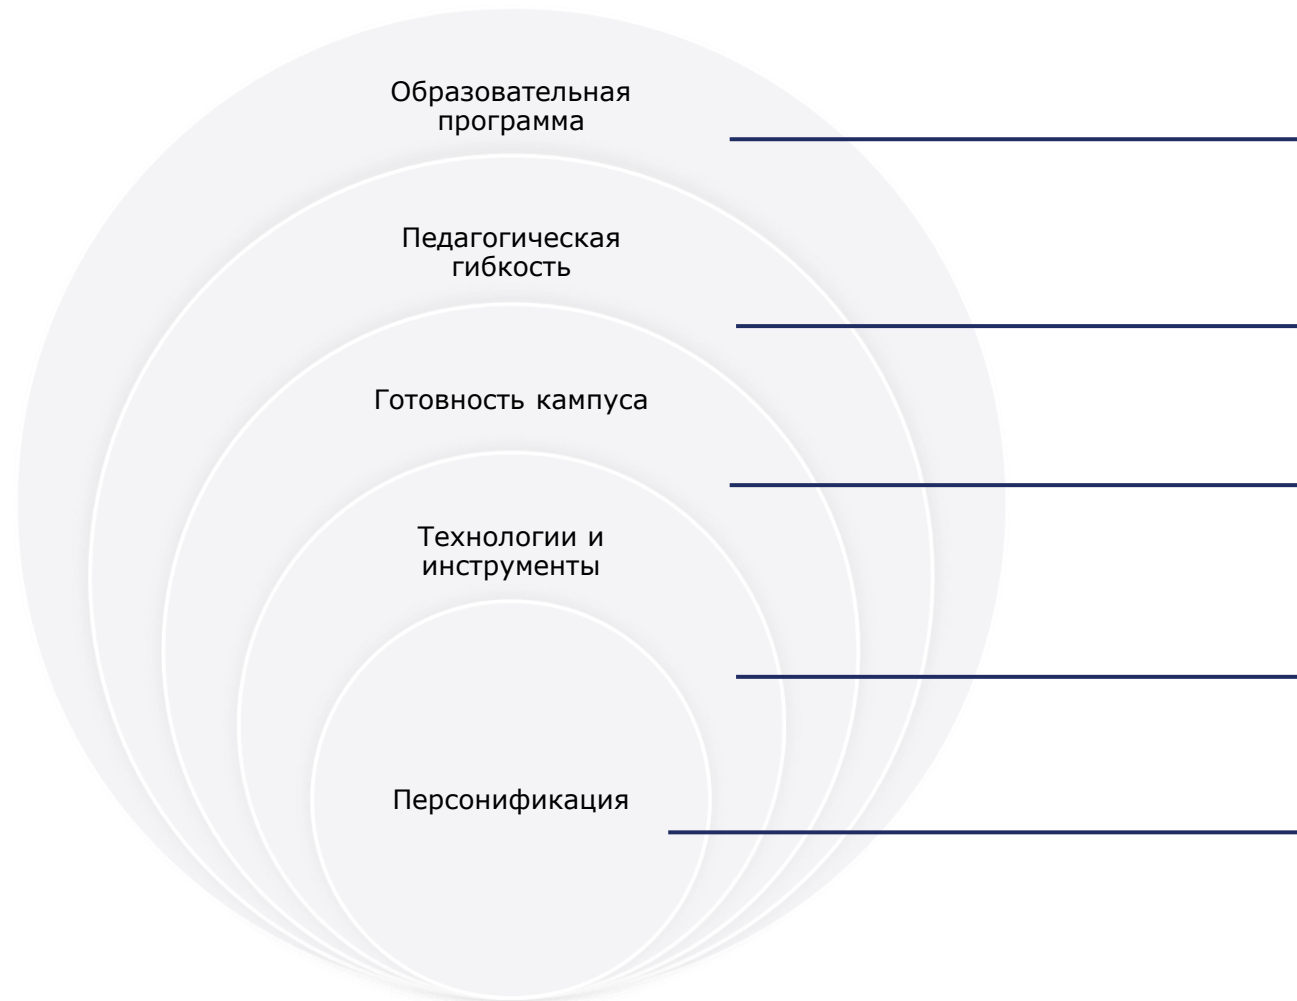 Образовательная
программа
Педагогическая
гибкость
Готовность кампуса
Технологии и
инструменты
Персонификация